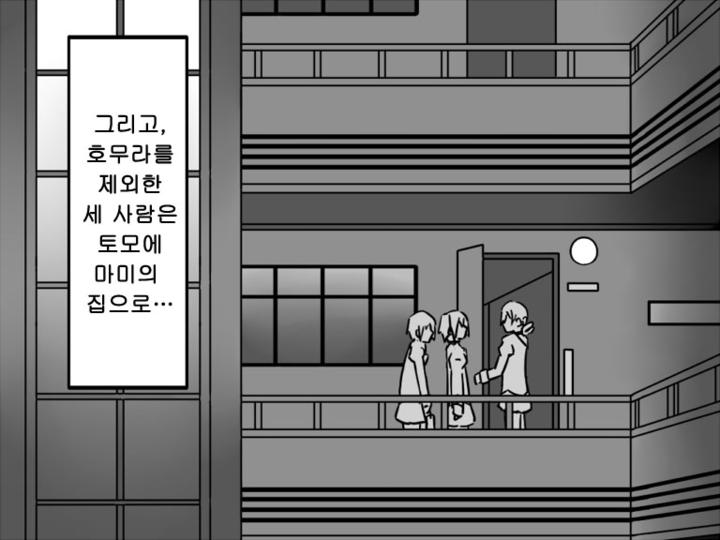 그리고,
호무라를
제외한
세 사람은
토모에
마미의
집으로…